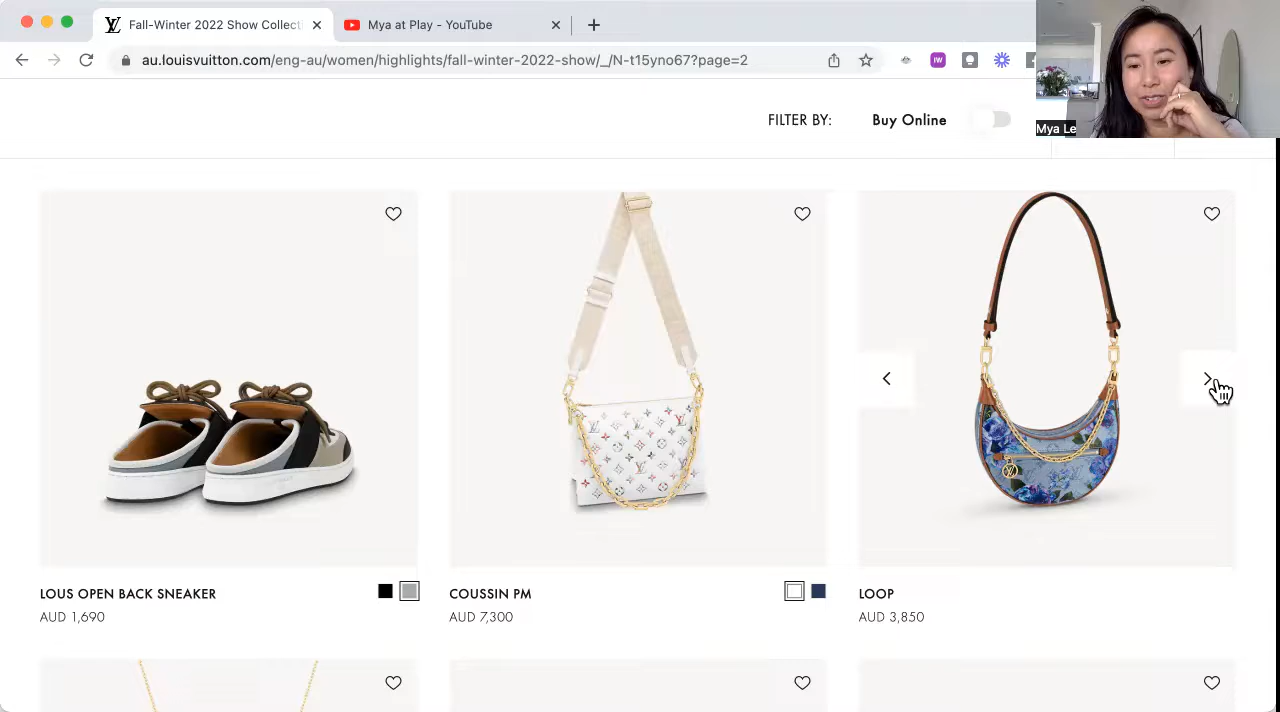 Fall-Winter 2022 Show Collecti
Mya at Play - YouTube
au.louisvuitton.com/eng-au/women/highlights/fall-winter-2022-show/_/N-t15yno67?page=2
IW
Mya Le
FILTER BY:
Buy Online
LOUS OPEN BACK SNEAKER
AUD 1,690
COUSSIN PM
AUD 7,300
LOOP
AUD 3,850